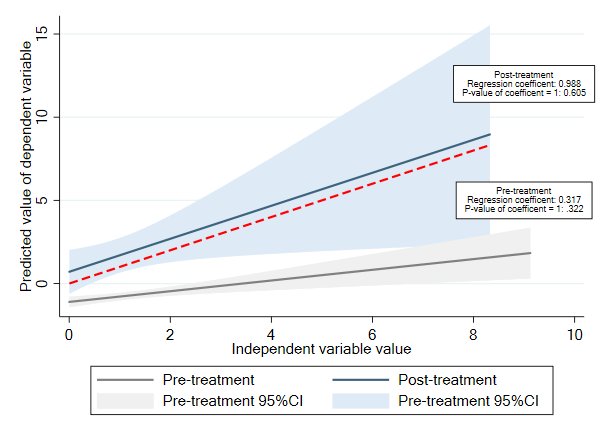 Predicted value of dependent variable
15
10
5
0
Post-treatment
Regression coefficent: 0.988
P-value of coefficent = 1: 0.605
Pre-treatment
Regression coefficent: 0.317
P-value of coefficent = 1: .322
0 2 4 6 8 10
Independent variable value
Pre-treatment Post-treatment
Pre-treatment 95%CI Pre-treatment 95%CI